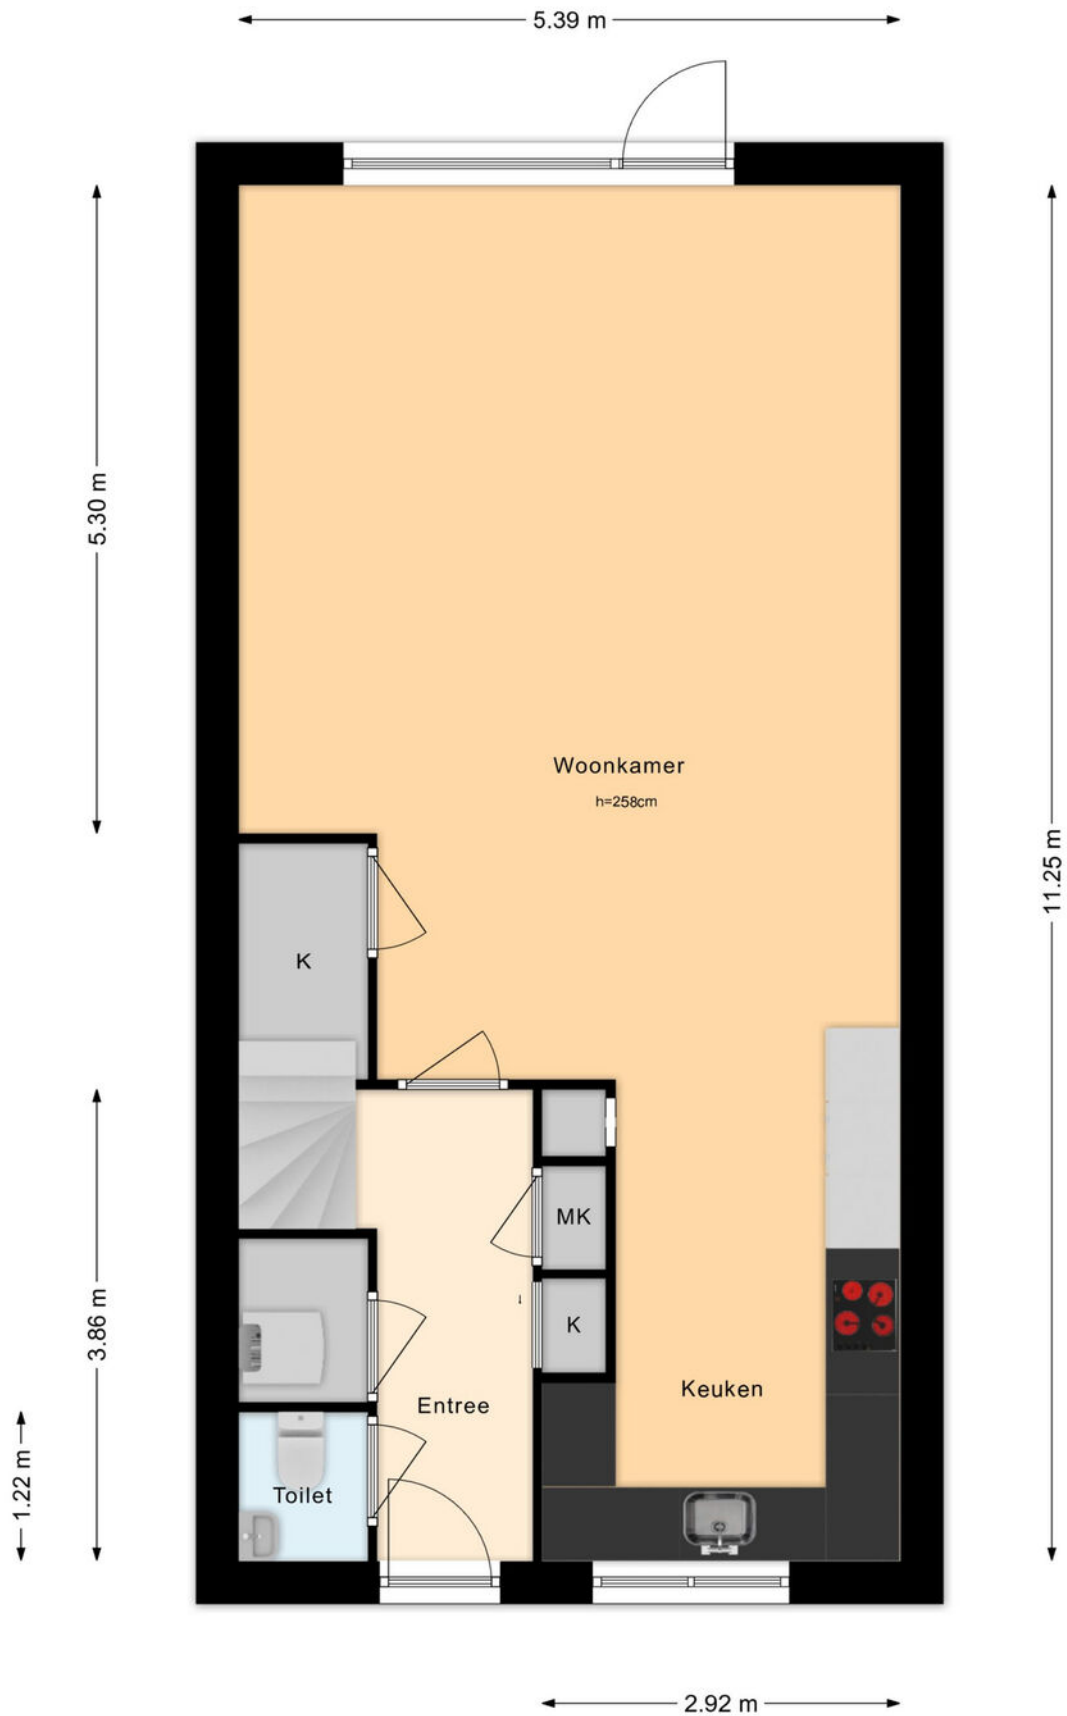 5.39 m
5.30 m
Woonkamer
h=258cm
11.25 m
K
MK
K
3.86 m
Keuken
Entree
1.22 m
Toilet
2.92 m